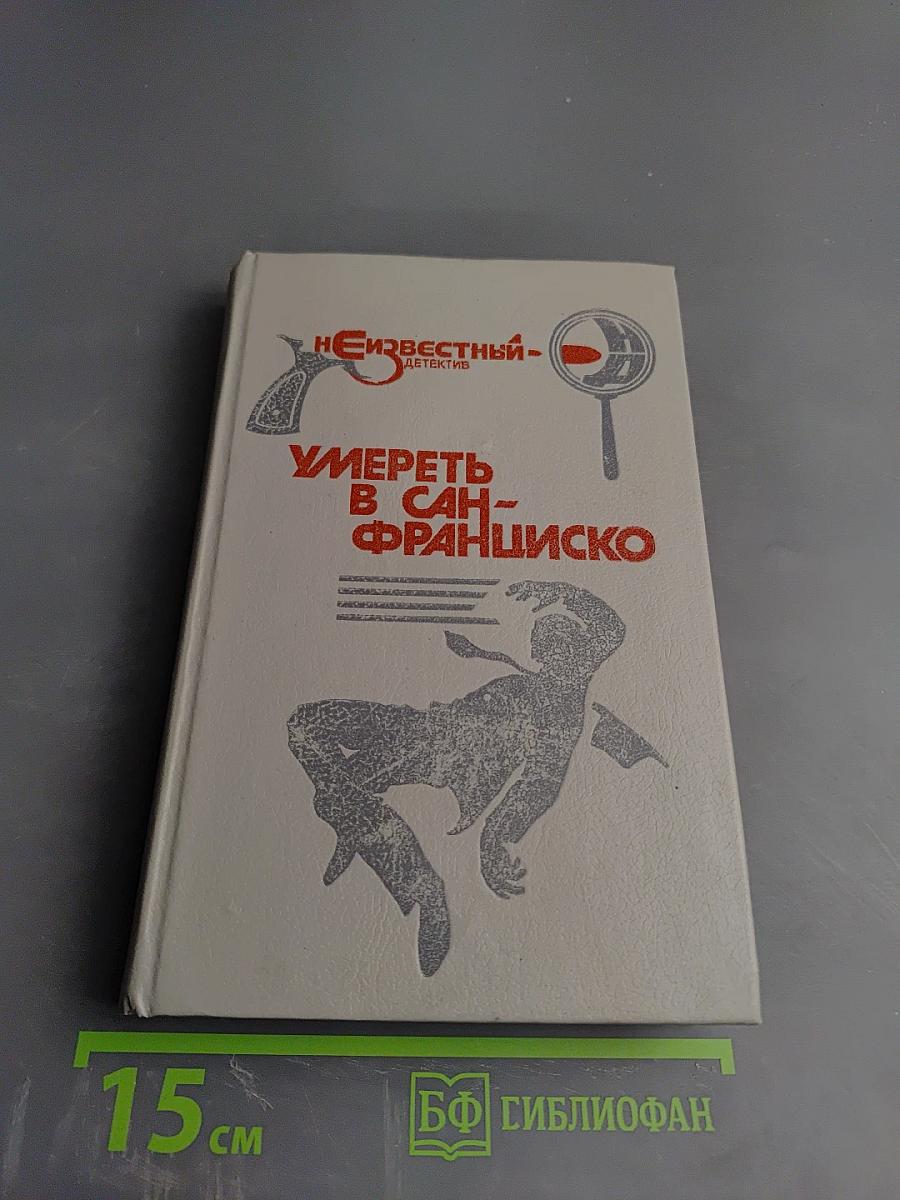 НЕИЗВЕСТНЫЙ
ДЕТЕКТИВ
УМЕРЕТЬ
В САН-
ФРАНЦИСКО
15 см
БФ БИБЛИОФАН